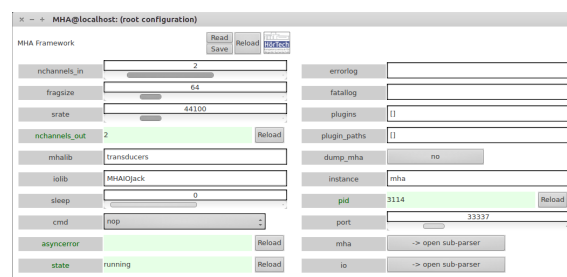 MHA@localhost: (root configuration)
MHA Framework
Read
Save
Reload
HörTech
nchannels_in
2
fragsize
64
srate
44100
nchannels_out
2
Reload
mhalib
transducers
iolib
MHAIOJack
sleep
0
cmd
nop
asyncerror
Reload
state
running
Reload
errorlog
fatallog
plugins
[]
plugin_paths
[]
dump_mha
no
instance
mha
pid
3114
Reload
port
33337
mha
-> open sub-parser
io
-> open sub-parser